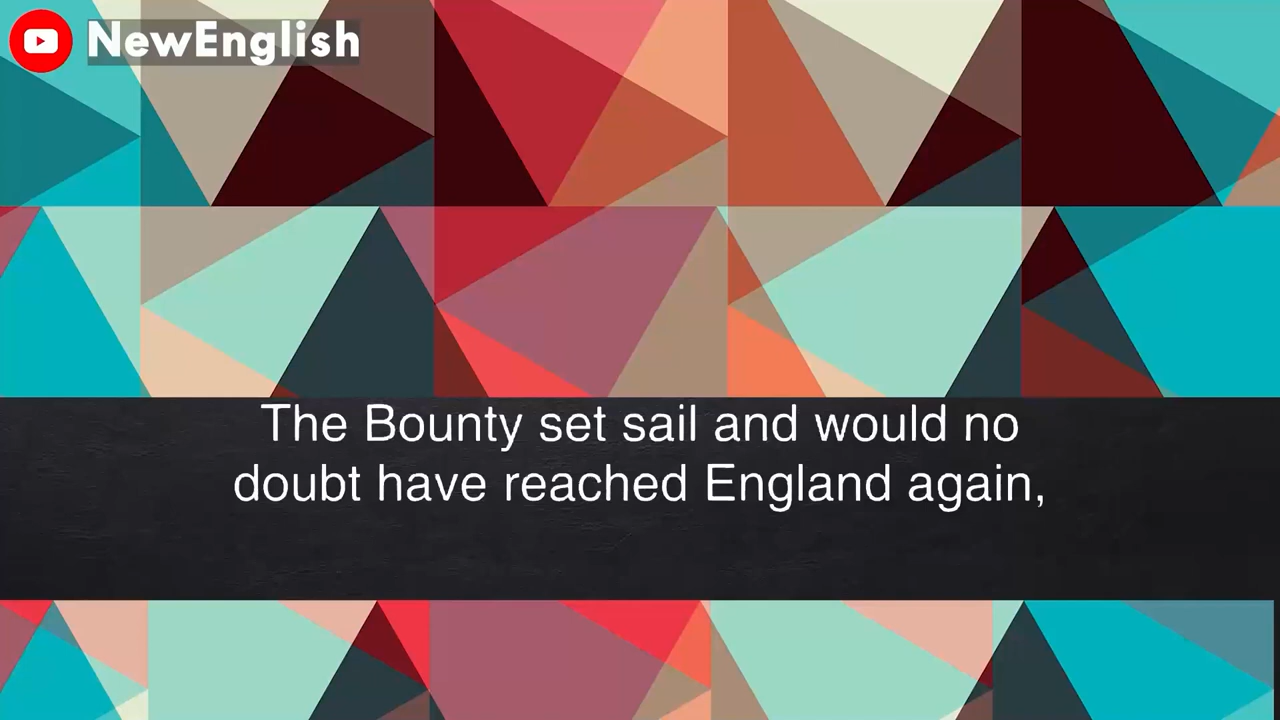 NewEnglish
The Bounty set sail and would no
doubt have reached England again,